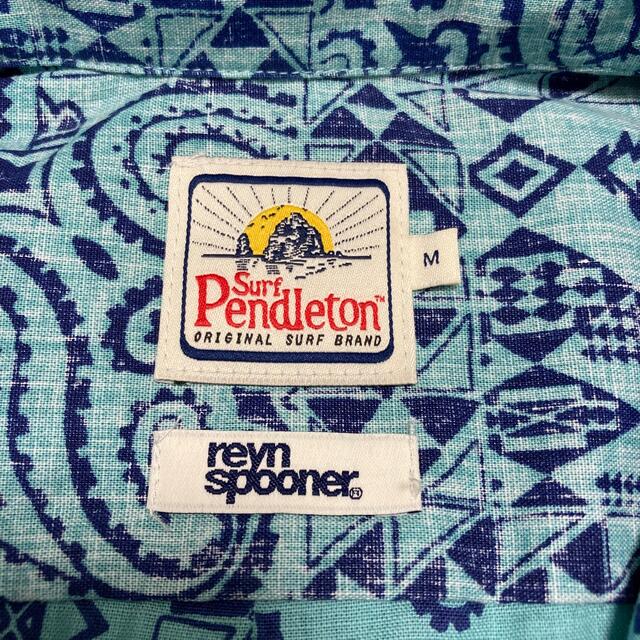 Surf
Pendleton™
ORIGINAL SURF BRAND
M
reyn
spooner®